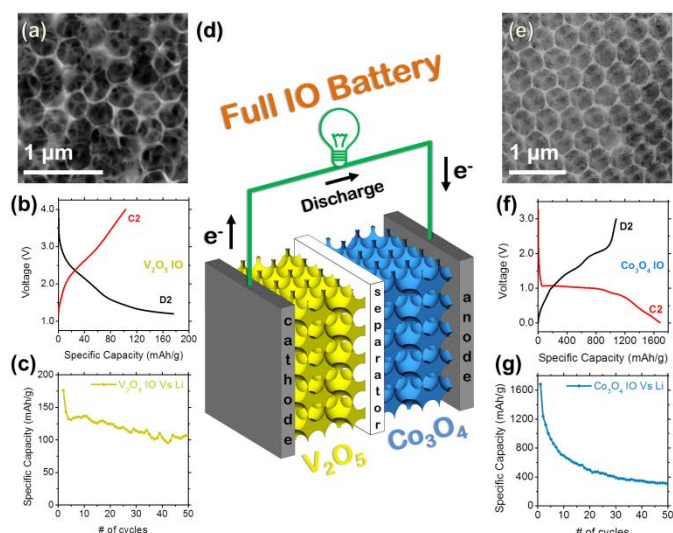 (a)
1 µm
(b)
Voltage (V)
4.0
3.0
2.0
1.0
C2
V₂O₅ IO
D2
0 40 80 120 160 200
Specific Capacity (mAh/g)
(c)
Specific Capacity (mAh/g)
200
150
100
50
0
V₂O₅ IO Vs Li
0 10 20 30 40 50
# of cycles
(d)
Full IO Battery
Discharge
e⁻
e⁻
cathode
separator
anode
V₂O₅
Co₃O₄
(e)
1 µm
(f)
Voltage (V)
3.0
2.0
1.0
0.0
D2
Co₃O₄ IO
C2
0 400 800 1200 1600
Specific Capacity (mAh/g)
(g)
Specific Capacity (mAh/g)
1600
1200
800
400
0
Co₃O₄ IO Vs Li
0 10 20 30 40 50
# of cycles